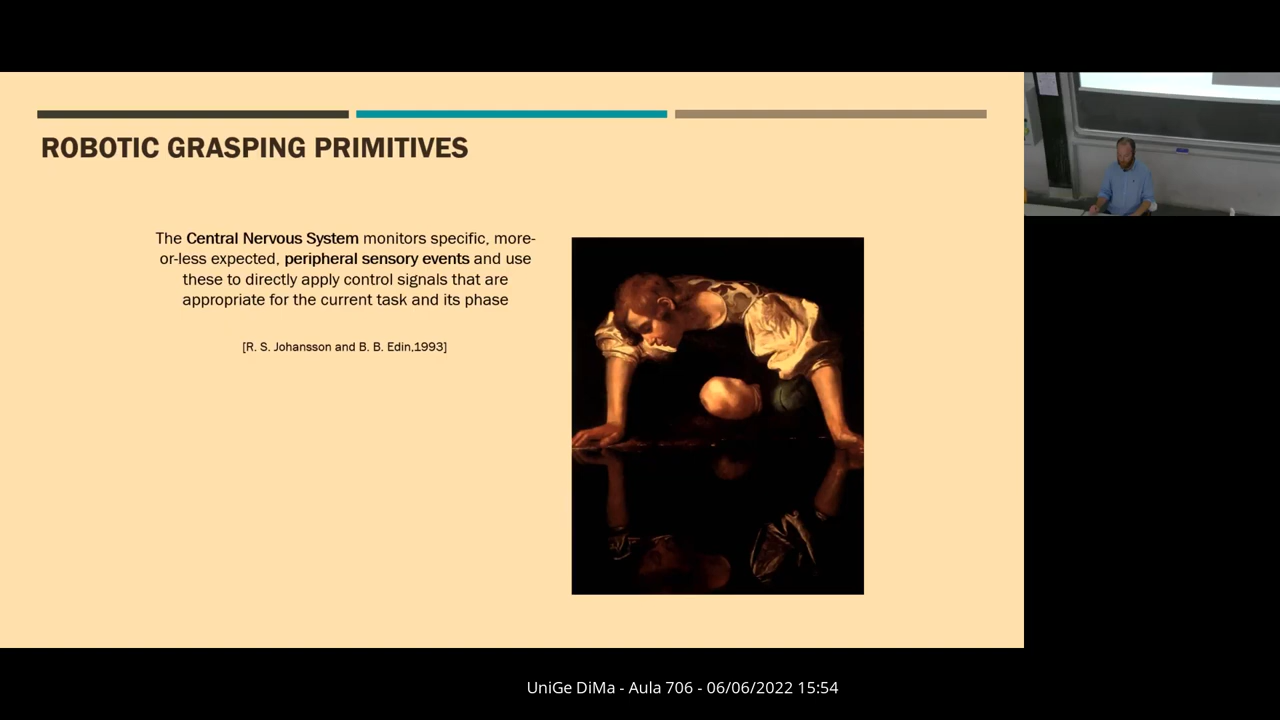 ROBOTIC GRASPING PRIMITIVES
The Central Nervous System monitors specific, more-
or-less expected, peripheral sensory events and use
these to directly apply control signals that are
appropriate for the current task and its phase
[R. S. Johansson and B. B. Edin,1993]
UniGe DiMa - Aula 706 - 06/06/2022 15:54